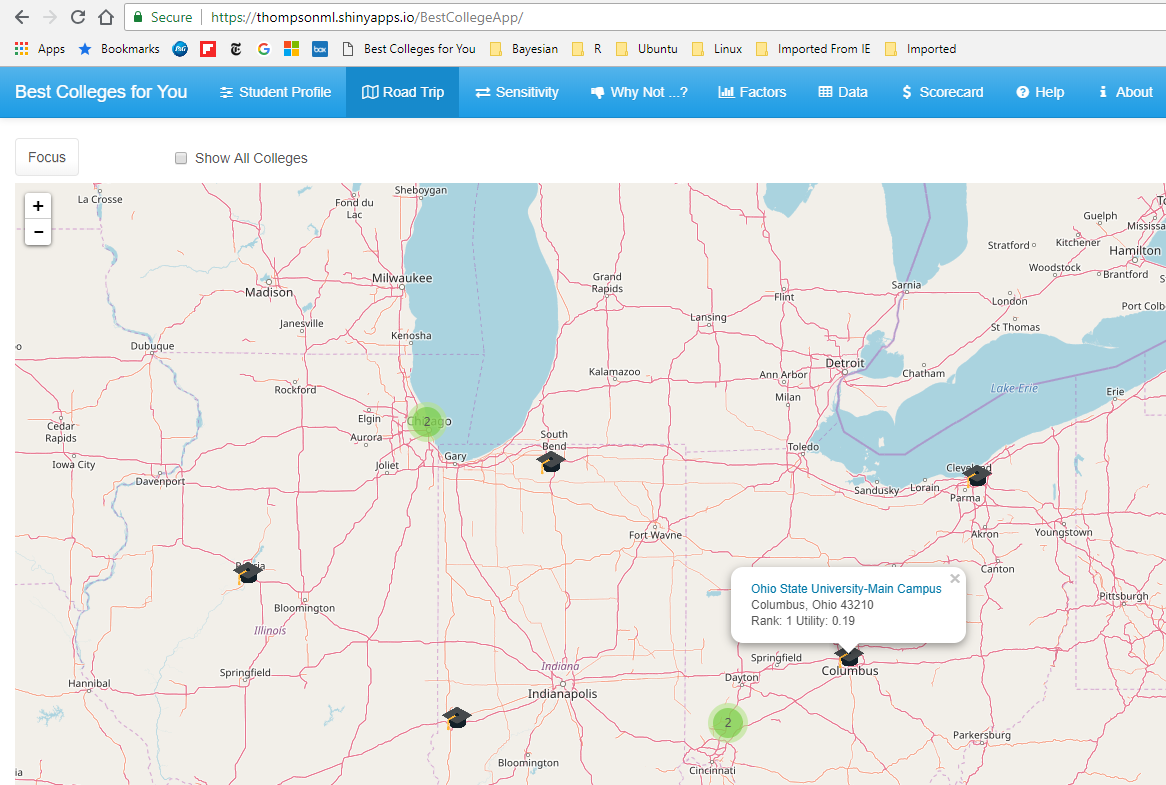 Secure https://thompsonml.shinyapps.io/BestCollegeApp/
Apps Bookmarks P&G box Best Colleges for You Bayesian R Ubuntu Linux Imported From IE Imported
Best Colleges for You Student Profile Road Trip Sensitivity Why Not ...? Factors Data Scorecard Help About
Focus Show All Colleges
+
−
La Crosse
Sheboygan
Fond du
Lac
Guelph
Mississa
Kitchener
Stratford
Hamilton
Woodstock
Brantford
Milwaukee
Madison
Grand
Rapids
Flint
Sarnia
London
Port Colb
Janesville
Lansing
St Thomas
Kenosha
Dubuque
Detroit
Kalamazoo
Ann Arbor
Chatham
Rockford
Milan
Lake Erie
Erie
Elgin
2
Cedar
Rapids
Aurora
South
Bend
Toledo
Gary
Joliet
Iowa City
Cleveland
Davenport
Sandusky
Lorain
Parma
Fort Wayne
Akron
Youngstown
Canton
Bloomington
Pittsburgh
Ohio State University-Main Campus
Columbus, Ohio 43210
Rank: 1 Utility: 0.19
×
Illinois
Springfield
Indiana
Springfield
Dayton
Columbus
Hannibal
Indianapolis
2
Parkersburg
Bloomington
Cincinnati
ia